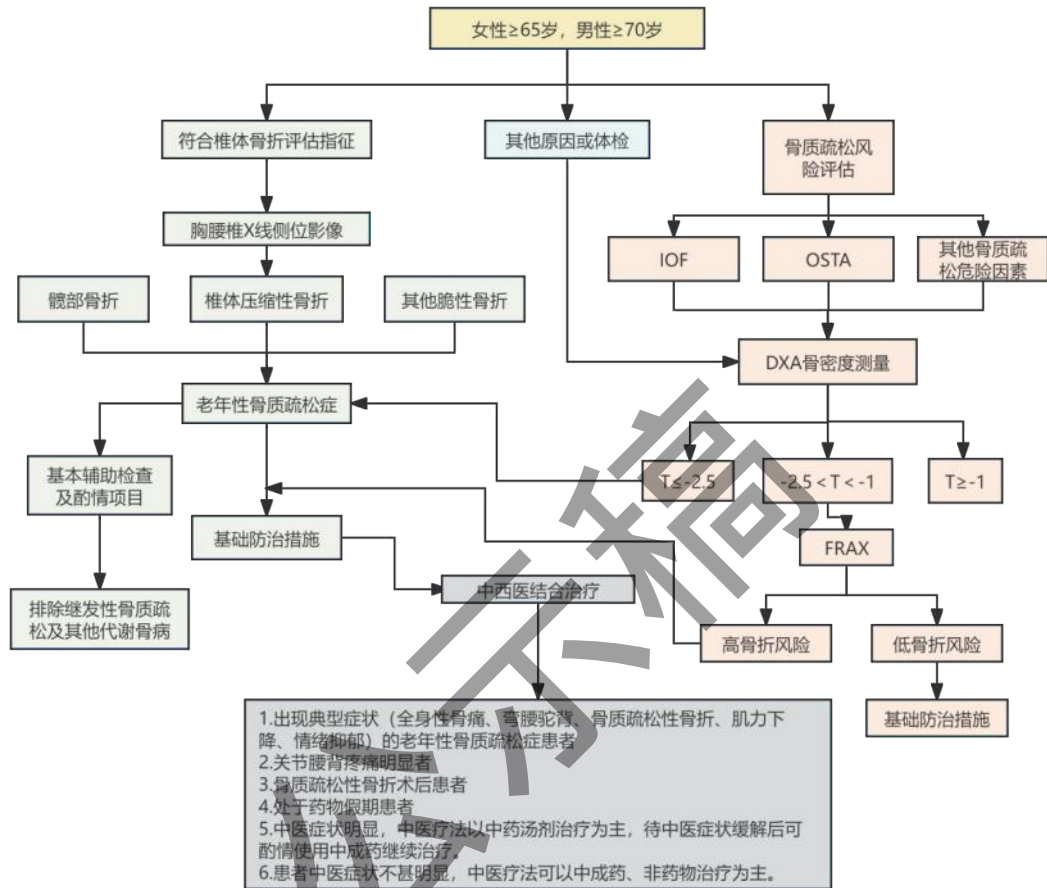 女性≥65岁，男性≥70岁
符合椎体骨折评估指征
其他原因或体检
骨质疏松风
险评估
胸腰椎X线侧位影像
IOF
OSTA
其他骨质疏
松危险因素
髋部骨折
椎体压缩性骨折
其他脆性骨折
DXA骨密度测量
老年性骨质疏松症
基本辅助检查
及酌情项目
T≤-2.5
-2.5＜T＜-1
T≥-1
基础防治措施
FRAX
中西医结合治疗
排除继发性骨质疏
松及其他代谢骨病
高骨折风险
低骨折风险
基础防治措施
1.出现典型症状（全身性骨痛、弯腰驼背、骨质疏松性骨折、肌力下
降、情绪抑郁）的老年性骨质疏松症患者
2.关节腰背疼痛明显者
3.骨质疏松性骨折术后患者
4.处于药物假期患者
5.中医症状明显，中医疗法以中药汤剂治疗为主，待中医症状缓解后可
酌情使用中成药继续治疗。
6.患者中医症状不甚明显，中医疗法可以中成药、非药物治疗为主。
公示稿